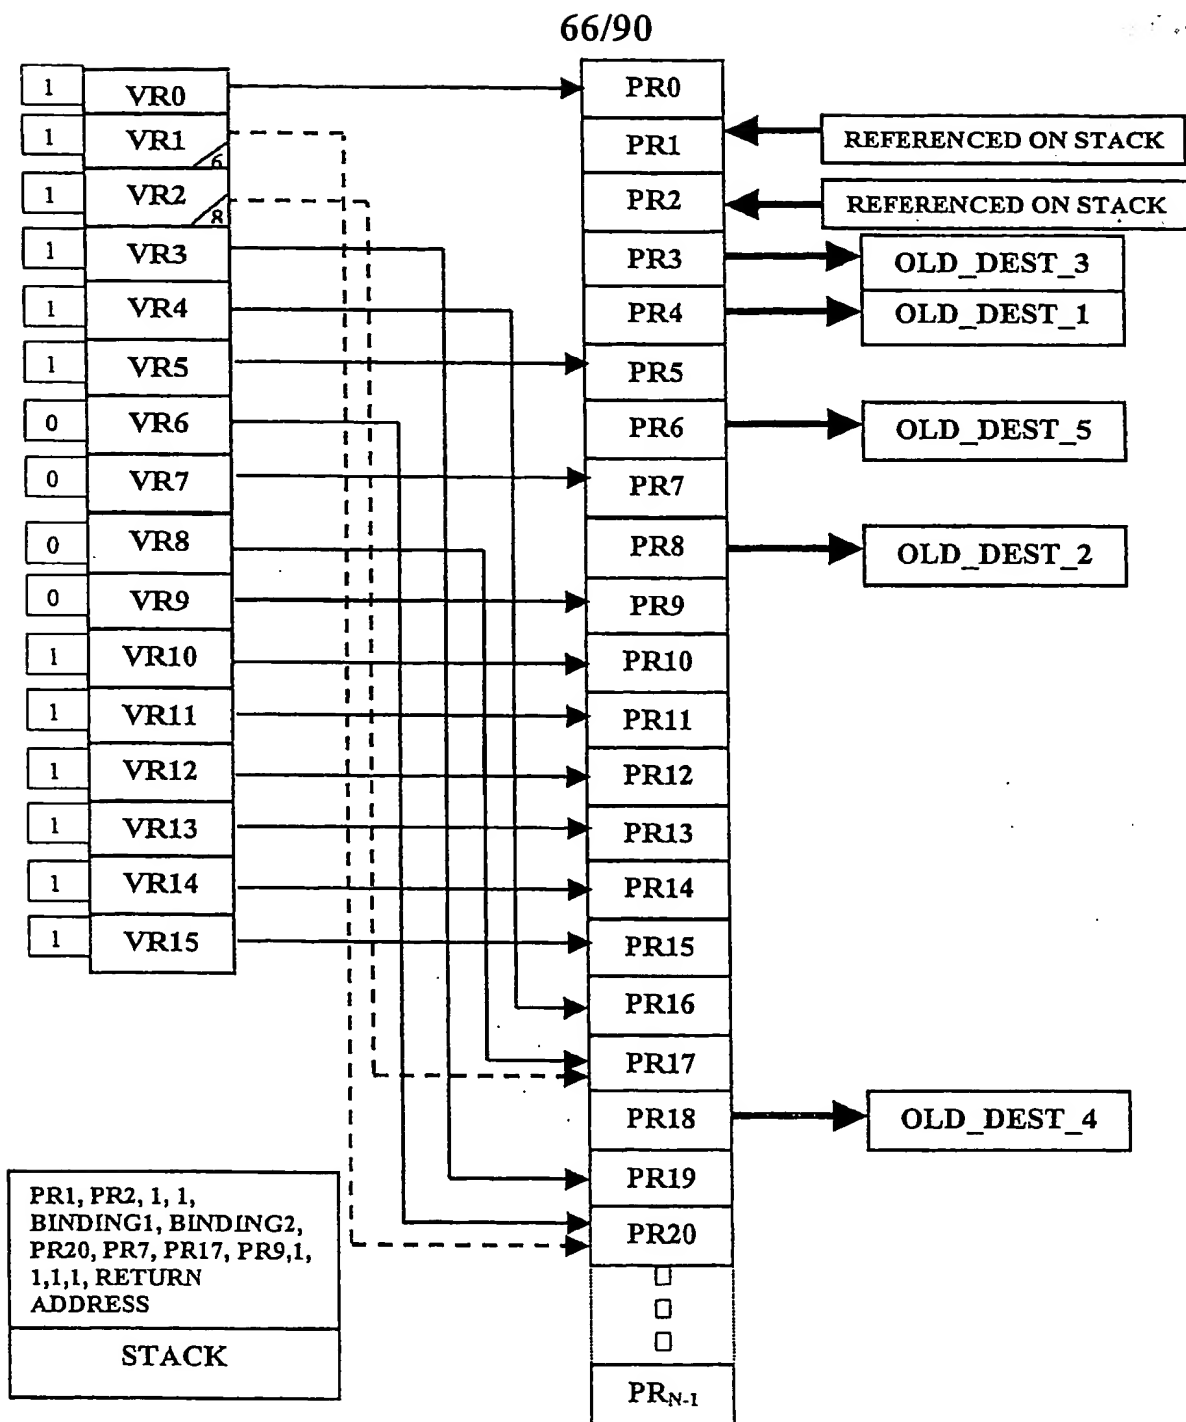 66/90
1 VR0
1 VR1 6
1 VR2 8
1 VR3
1 VR4
1 VR5
0 VR6
0 VR7
0 VR8
0 VR9
1 VR10
1 VR11
1 VR12
1 VR13
1 VR14
1 VR15
PR0
PR1
PR2
PR3
PR4
PR5
PR6
PR7
PR8
PR9
PR10
PR11
PR12
PR13
PR14
PR15
PR16
PR17
PR18
PR19
PR20
PRN-1
REFERENCED ON STACK
REFERENCED ON STACK
OLD_DEST_3
OLD_DEST_1
OLD_DEST_5
OLD_DEST_2
OLD_DEST_4
PR1, PR2, 1, 1,
BINDING1, BINDING2,
PR20, PR7, PR17, PR9,1,
1,1,1, RETURN
ADDRESS
STACK